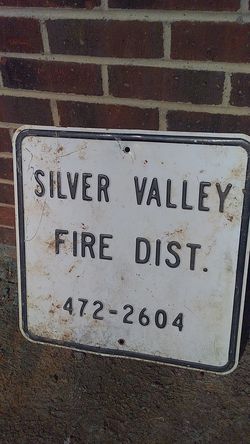 SILVER VALLEY
FIRE DIST.
472-2604